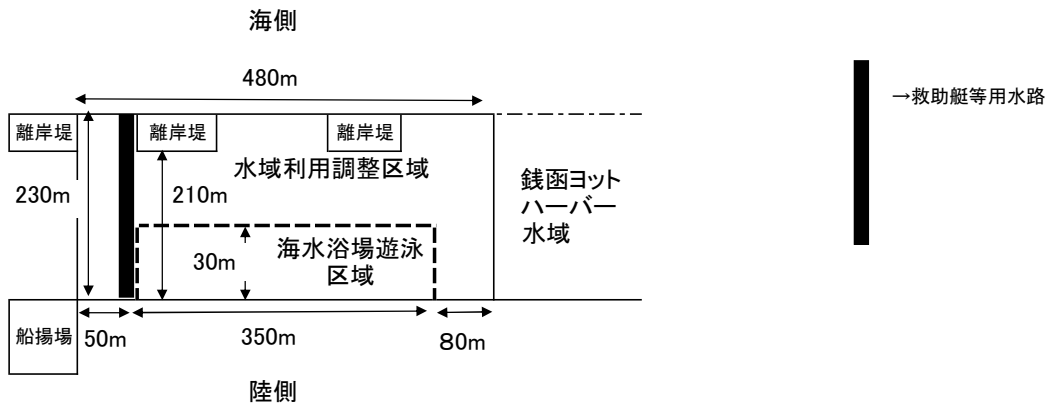 海側
480m
→救助艇等用水路
離岸堤
離岸堤
離岸堤
水域利用調整区域
230m
210m
銭函ヨット
ハーバー
水域
海水浴場遊泳
区域
30m
船揚場
50m
350m
80m
陸側